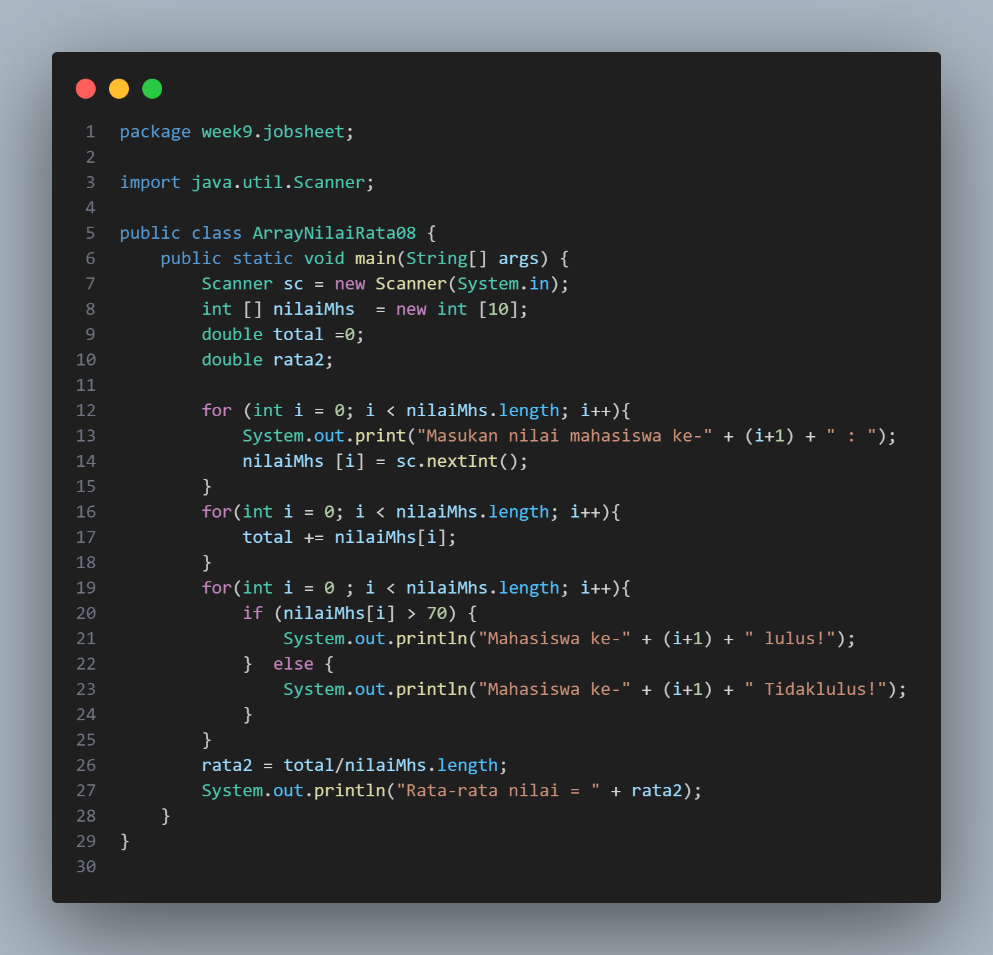 1 package week9.jobsheet;
2
3 import java.util.Scanner;
4
5 public class ArrayNilaiRata08 {
6     public static void main(String[] args) {
7         Scanner sc = new Scanner(System.in);
8         int [] nilaiMhs  = new int [10];
9         double total =0;
10         double rata2;
11
12         for (int i = 0; i < nilaiMhs.length; i++){
13             System.out.print("Masukan nilai mahasiswa ke-" + (i+1) + " : ");
14             nilaiMhs [i] = sc.nextInt();
15         }
16         for(int i = 0; i < nilaiMhs.length; i++){
17             total += nilaiMhs[i];
18         }
19         for(int i = 0 ; i < nilaiMhs.length; i++){
20             if (nilaiMhs[i] > 70) {
21                 System.out.println("Mahasiswa ke-" + (i+1) + " lulus!");
22             }  else {
23                 System.out.println("Mahasiswa ke-" + (i+1) + " Tidaklulus!");
24             }
25         }
26         rata2 = total/nilaiMhs.length;
27         System.out.println("Rata-rata nilai = " + rata2);
28     }
29 }
30